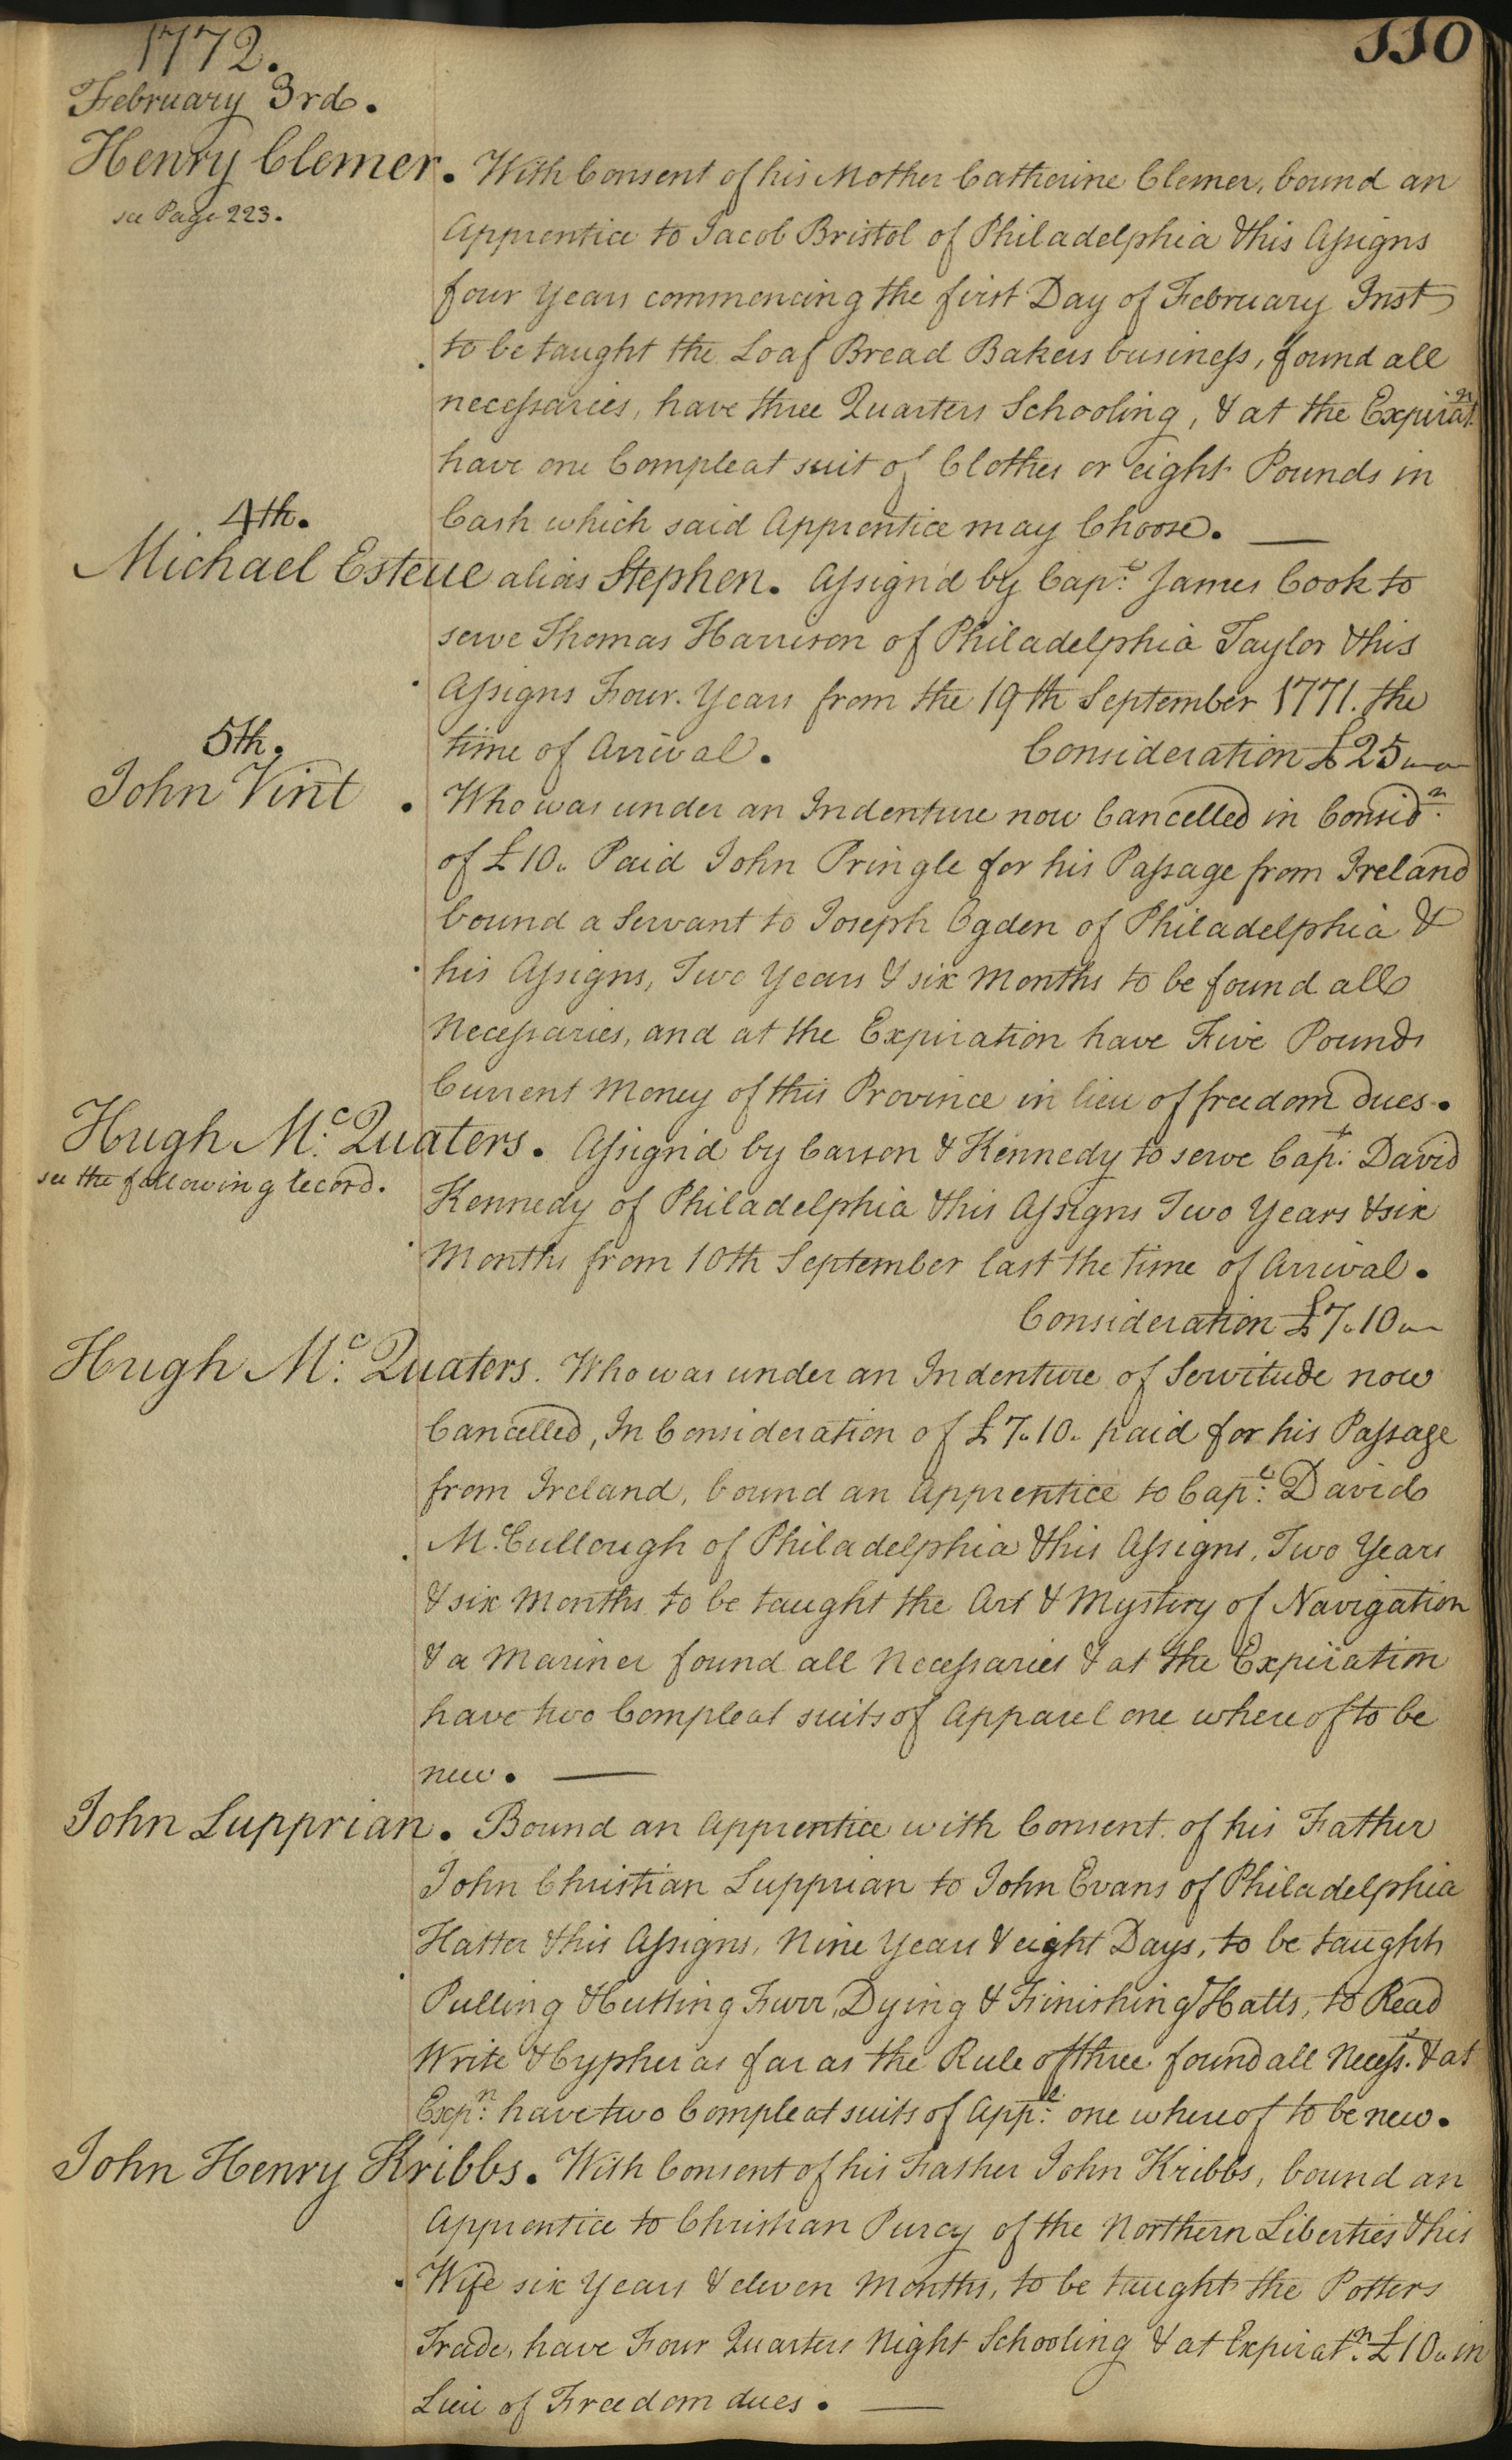 110
1772.
February 3rd.
Henry Clemer. With Consent of his Mother Catherine Clemer, bound an
see Page 223.
Apprentice to Jacob Bristol of Philadelphia & his Assigns
four Years commencing the first Day of February Inst
to be taught the Loaf Bread Bakers business, found all
necessaries, have three Quarters Schooling, & at the Expirat.n
have one Compleat suit of Clothes or eight Pounds in
Cash which said Apprentice may Choose. —
4th.
Michael Esteue alias Stephen. Assign'd by Cap.t James Cook to
serve Thomas Harrison of Philadelphia Taylor & his
Assigns Four Years from the 19th September 1771. the
time of Arrival. Consideration £25
5th.
John Vint . Who was under an Indenture now Cancelled in Consid.n
of £10. Paid John Pringle for his Passage from Ireland
bound a Servant to Joseph Ogden of Philadelphia &
his Assigns, Two Years & six Months to be found all
Necessaries, and at the Expiration have Five Pounds
Current Money of this Province in lieu of freedom dues.
Hugh M.c Quaters. Assign'd by Carson & Kennedy to serve Cap.t David
see the following record.
Kennedy of Philadelphia & his Assigns Two Years & six
Months from 10th September last the time of Arrival.
Consideration £7.10
Hugh M.c Quaters. Who was under an Indenture of Servitude now
Cancelled, In Consideration of £7.10. paid for his Passage
from Ireland, bound an apprentice to Cap.t David
M.cCullough of Philadelphia & his Assigns, Two Years
& six Months to be taught the Art & Mystery of Navigation
& a Mariner found all Necessaries & at the Expiration
have two Compleat suits of Apparel one whereof to be
new. —
John Lupprian. Bound an Apprentice with Consent of his Father
John Christian Lupprian to John Evans of Philadelphia
Hatter & his Assigns, Nine Years & eight Days, to be taught
Pulling & Cutting Furr, Dying & Finishing Hatts, to Read
Write & Cypher as far as the Rule of three found all Necess.s & at
Exp.n have two Compleat suits of App.l one whereof to be new.
John Henry Kribbs. With Consent of his Father John Kribbs, bound an
Apprentice to Christian Purcy of the Northern Liberties & his
Wife six Years & eleven Months, to be taught the Potters
Trade, have Four Quarters Night Schooling & at Expirat.n £10. in
Lieu of Freedom dues. —